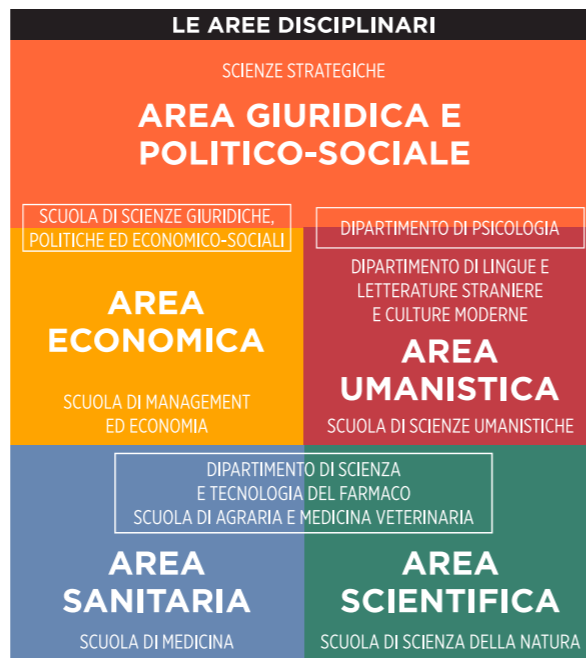 LE AREE DISCIPLINARI
SCIENZE STRATEGICHE
AREA GIURIDICA E
POLITICO-SOCIALE
SCUOLA DI SCIENZE GIURIDICHE,
POLITICHE ED ECONOMICO-SOCIALI
DIPARTIMENTO DI PSICOLOGIA
AREA
ECONOMICA
SCUOLA DI MANAGEMENT
ED ECONOMIA
DIPARTIMENTO DI LINGUE E
LETTERATURE STRANIERE
E CULTURE MODERNE
AREA
UMANISTICA
SCUOLA DI SCIENZE UMANISTICHE
DIPARTIMENTO DI SCIENZA
E TECNOLOGIA DEL FARMACO
SCUOLA DI AGRARIA E MEDICINA VETERINARIA
AREA
SANITARIA
SCUOLA DI MEDICINA
AREA
SCIENTIFICA
SCUOLA DI SCIENZA DELLA NATURA